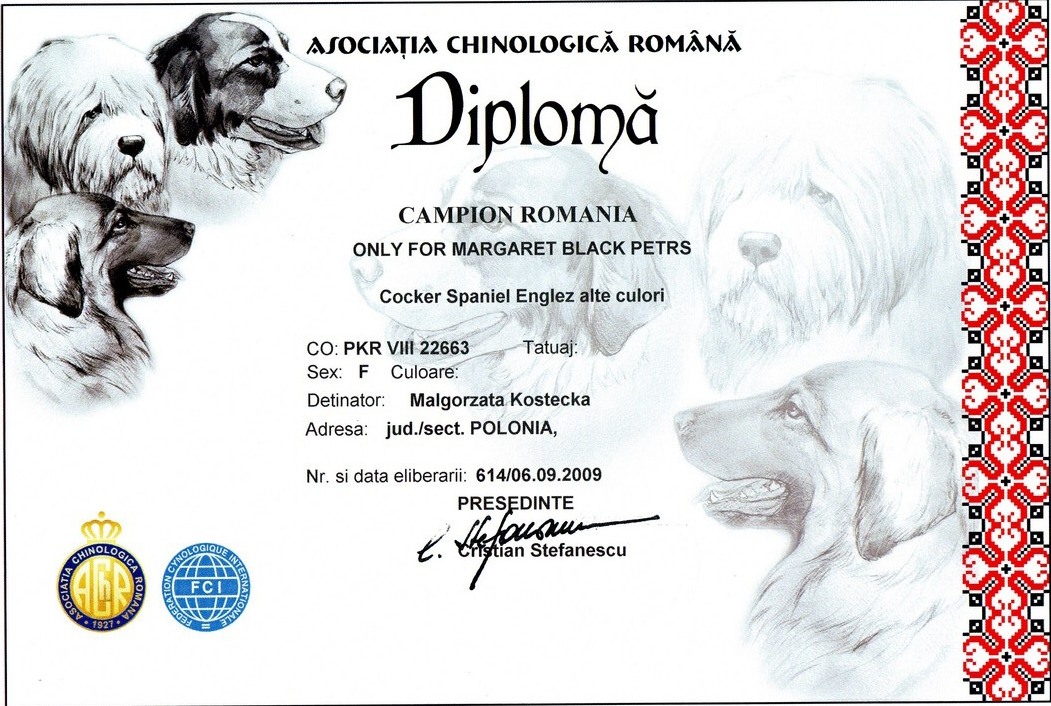 ASOCIAȚIA CHINOLOGICĂ ROMÂNĂ
Diplomă
CAMPION ROMANIA
ONLY FOR MARGARET BLACK PETRS
Cocker Spaniel Englez alte culori
CO: PKR VIII 22663 Tatuaj:
Sex: F Culoare:
Detinator: Malgorzata Kostecka
Adresa: jud./sect. POLONIA,
Nr. si data eliberarii: 614/06.09.2009
PRESEDINTE
C. Stefanescu
Cristian Stefanescu
ASOCIATIA CHINOLOGICA ROMANA
AChR
• 1927 •
FEDERATION CYNOLOGIQUE INTERNATIONALE
FCI